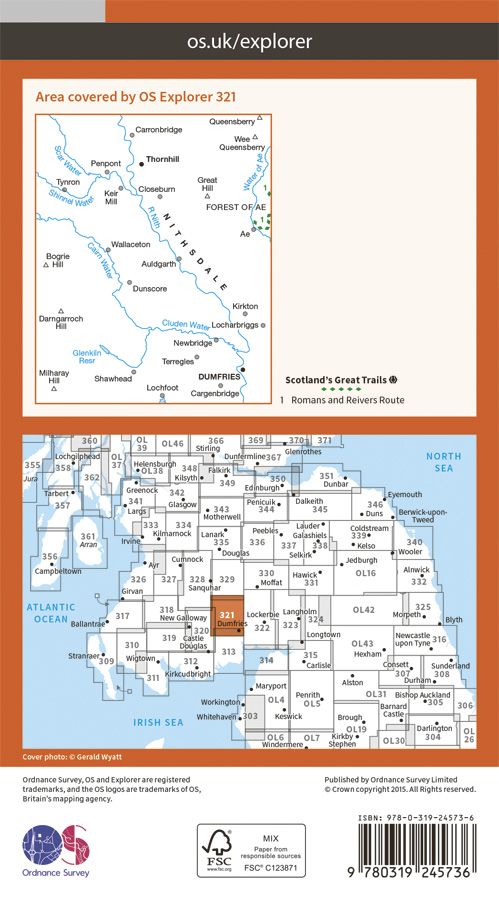 os.uk/explorer
Area covered by OS Explorer 321
Queensberry
Carronbridge
Wee
Queensberry
Scar Water
Penpont
Thornhill
Water of Ae
Tynron
Great
Hill
Shinnel Water
Keir
Mill
Closeburn
1
FOREST OF AE
R Nith
NITHSDALE
1
Ae
Wallaceton
Cairn Water
Auldgarth
Bogrie
Hill
Dunscore
Kirkton
Darngarroch
Hill
Cluden Water
Locharbriggs
Newbridge
Glenkiln
Resr
Terregles
Milharay
Hill
Shawhead
DUMFRIES
Lochfoot
Cargenbridge
Scotland's Great Trails
1 Romans and Reivers Route
360
OL
39
OL46
366
Stirling
369
370
371
Glenrothes
355
Jura
Lochgilphead
358
OL
37
Helensburgh
OL38
Kilsyth
348
Falkirk
349
Dunfermline
367
350
Edinburgh
351
Dunbar
NORTH
SEA
362
Tarbert
357
Greenock
341
Largs
342
Glasgow
343
Motherwell
Penicuik
344
Dalkeith
345
346
Duns
Eyemouth
Berwick-upon-
Tweed
361
Arran
333
Irvine
334
Kilmarnock
Lanark
335
Douglas
Peebles
336
Lauder
Galashiels
337
338
Selkirk
Coldstream
339
Kelso
340
Wooler
356
Campbeltown
Ayr
326
Girvan
Cumnock
327
328
Sanquhar
329
330
Moffat
Hawick
331
Jedburgh
OL16
Alnwick
332
ATLANTIC
OCEAN
Ballantrae
317
318
New Galloway
319
320
Castle
Douglas
321
Dumfries
Lockerbie
322
Langholm
323
324
Longtown
OL42
325
Morpeth
Blyth
Stranraer
309
310
Wigtown
311
312
Kirkcudbright
313
314
315
Carlisle
OL43
Hexham
Newcastle
upon Tyne
316
Consett
307
Sunderland
308
Durham
IRISH SEA
Maryport
Workington
Whitehaven
303
OL4
Keswick
Penrith
OL5
Alston
OL31
Bishop Auckland
305
306
Brough
OL19
Kirkby
Stephen
Barnard
Castle
Darlington
304
OL6
Windermere
OL7
OL30
OL
26
Cover photo: © Gerald Wyatt
Ordnance Survey, OS and Explorer are registered
trademarks, and the OS logos are trademarks of OS,
Britain's mapping agency.
Published by Ordnance Survey Limited
© Crown copyright 2015. All Rights reserved.
OS
Ordnance Survey
FSC
www.fsc.org
MIX
Paper from
responsible sources
FSC® C123871
ISBN: 978-0-319-24573-6
9 780319 245736